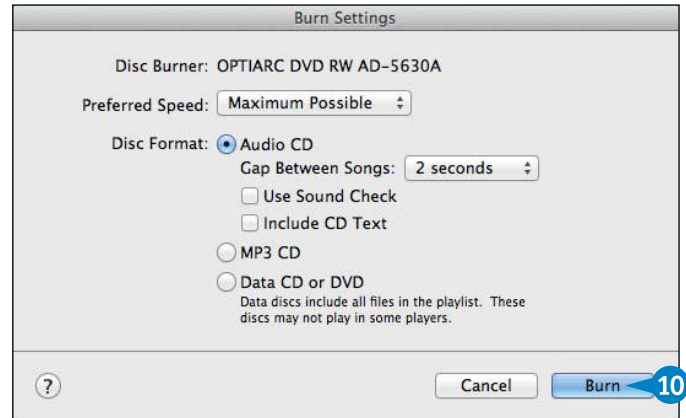 Burn Settings
Disc Burner: OPTIARC DVD RW AD-5630A
Preferred Speed: Maximum Possible
Disc Format: Audio CD
Gap Between Songs: 2 seconds
Use Sound Check
Include CD Text
MP3 CD
Data CD or DVD
Data discs include all files in the playlist. These
discs may not play in some players.
? Cancel Burn 10